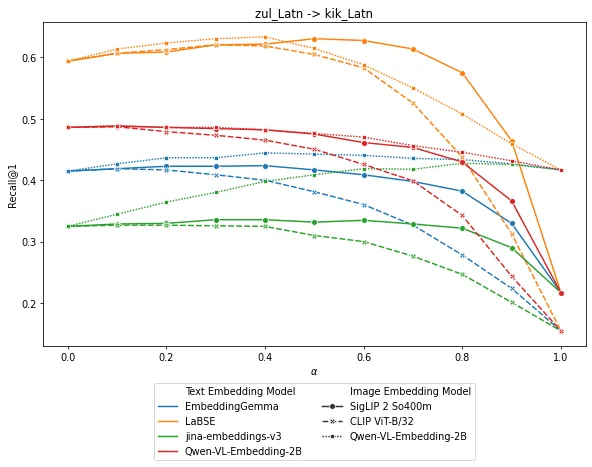 zul_Latn -> kik_Latn
Recall@1
0.6
0.5
0.4
0.3
0.2
0.0 0.2 0.4 0.6 0.8 1.0
α
Text Embedding Model Image Embedding Model
EmbeddingGemma SigLIP 2 So400m
LaBSE CLIP ViT-B/32
jina-embeddings-v3 Qwen-VL-Embedding-2B
Qwen-VL-Embedding-2B